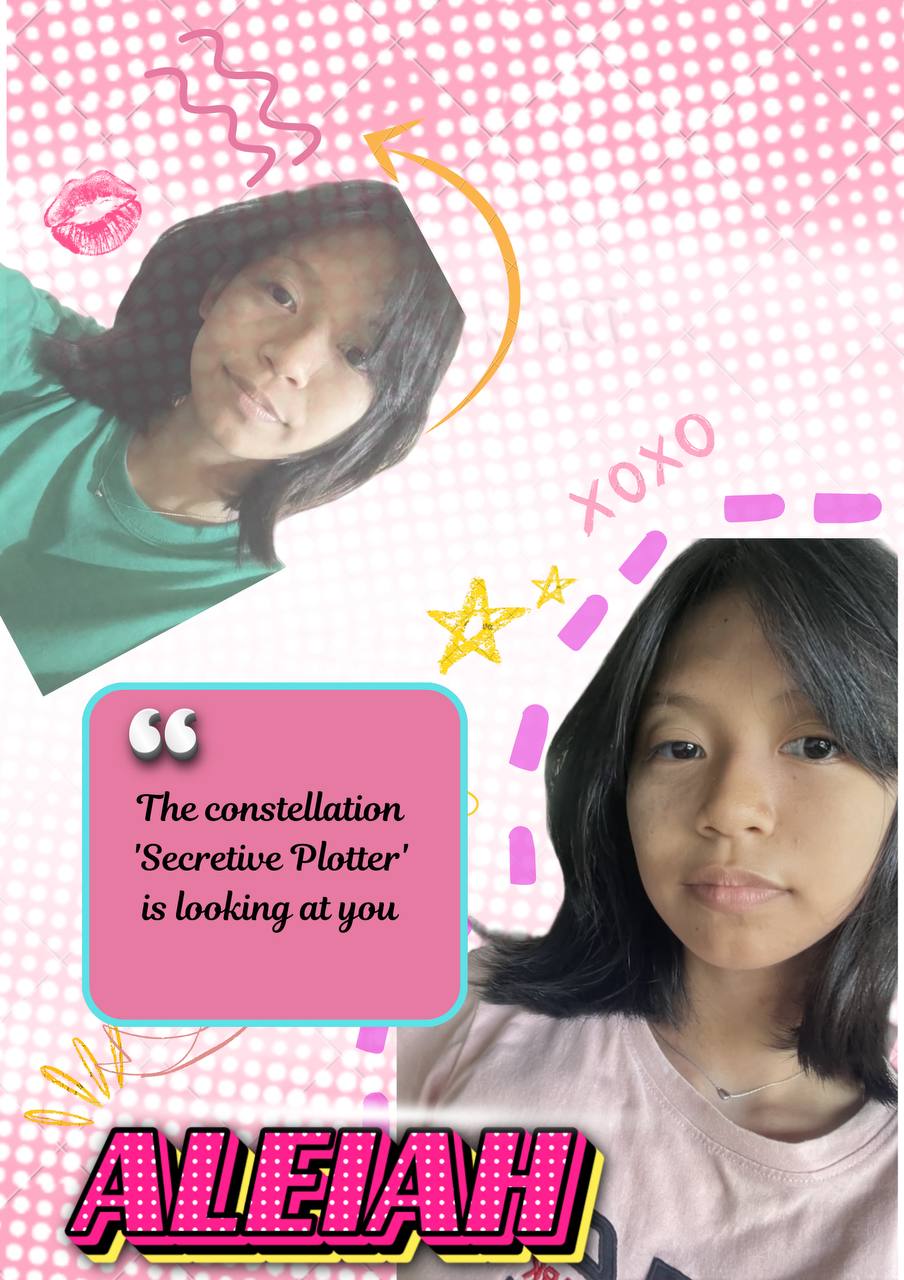 XOXO
“
The constellation
'Secretive Plotter'
is looking at you
ALEIAH